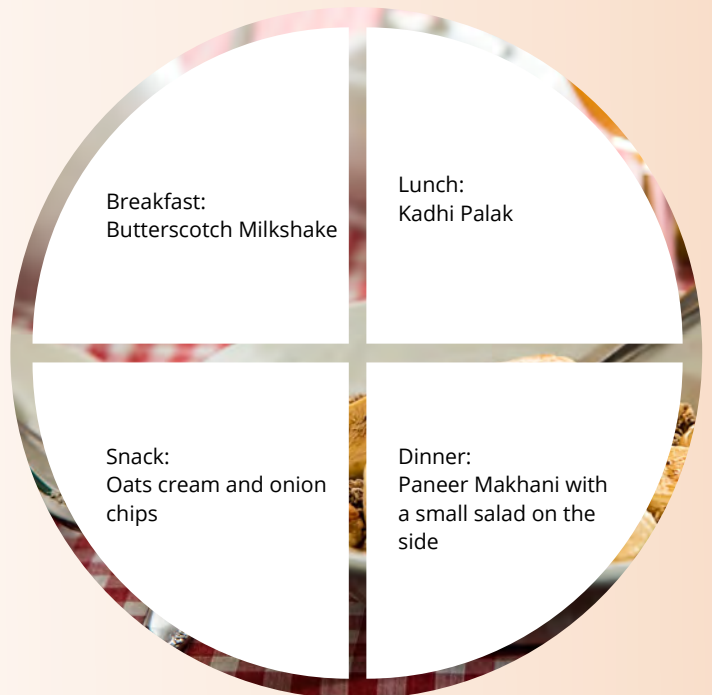 Breakfast:
Butterscotch Milkshake
Lunch:
Kadhi Palak
Snack:
Oats cream and onion
chips
Dinner:
Paneer Makhani with
a small salad on the
side